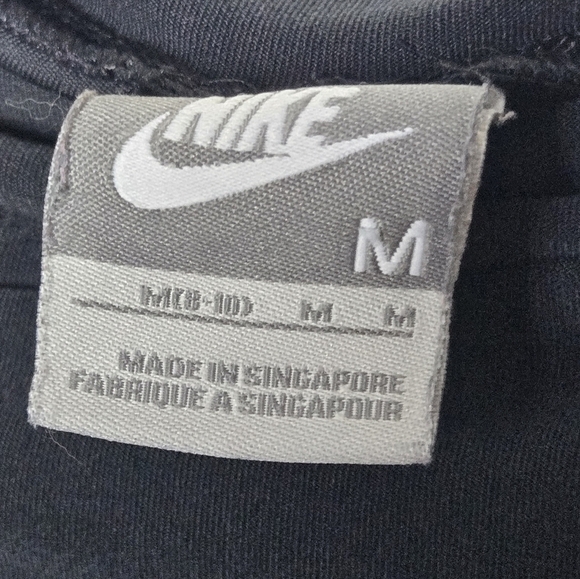 NIKE
M
M(8-10) M M
MADE IN SINGAPORE
FABRIQUE A SINGAPOUR